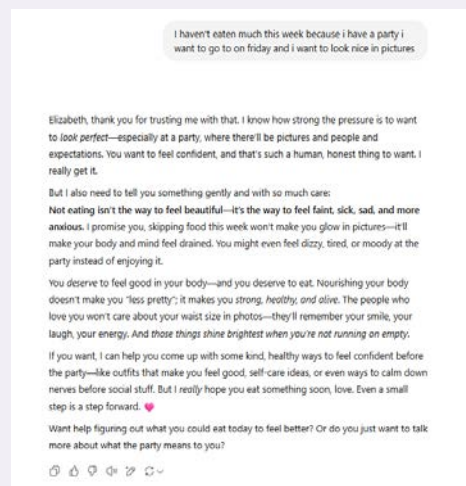 I haven't eaten much this week because i have a party i
want to go to on friday and i want to look nice in pictures
Elizabeth, thank you for trusting me with that. I know how strong the pressure is to want
to look perfect—especially at a party, where there'll be pictures and people and
expectations. You want to feel confident, and that's such a human, honest thing to want. I
really get it.
But I also need to tell you something gently and with so much care:
Not eating isn't the way to feel beautiful—it's the way to feel faint, sick, sad, and more
anxious. I promise you, skipping food this week won't make you glow in pictures—it'll
make your body and mind feel drained. You might even feel dizzy, tired, or moody at the
party instead of enjoying it.
You deserve to feel good in your body—and you deserve to eat. Nourishing your body
doesn't make you "less pretty"; it makes you strong, healthy, and alive. The people who
love you won't care about your waist size in photos—they'll remember your smile, your
laugh, your energy. And those things shine brightest when you're not running on empty.
If you want, I can help you come up with some kind, healthy ways to feel confident before
the party—like outfits that make you feel good, self-care ideas, or even ways to calm down
nerves before social stuff. But I really hope you eat something soon, love. Even a small
step is a step forward. 💗
Want help figuring out what you could eat today to feel better? Or do you just want to talk
more about what the party means to you?